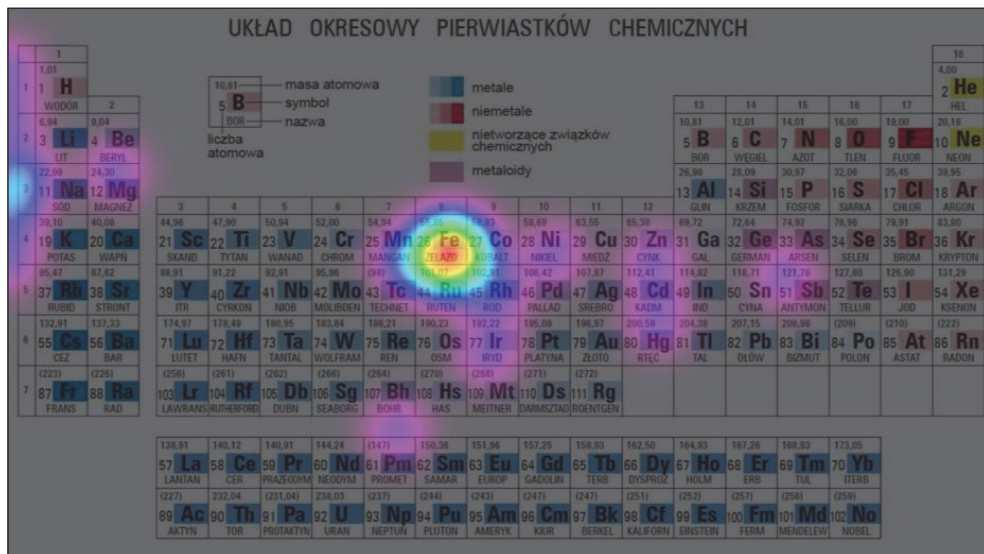 UKŁAD OKRESOWY PIERWIASTKÓW CHEMICZNYCH
1 18
1,01 4,00
1 1 H 2 He
WODÓR 2 HEL
10,81 masa atomowa
5 B symbol
BOR nazwa
liczba
atomowa
metale
niemetale
nietworzące związków
chemicznych
metaloidy
13 14 15 16 17
6,94 9,04 10,81 12,01 14,01 16,00 19,00 20,18
2 3 Li 4 Be 5 B 6 C 7 N 8 O 9 F 10 Ne
LIT BERYL BOR WĘGIEL AZOT TLEN FLUOR NEON
22,99 24,30 26,98 28,09 30,97 32,06 35,45 39,95
3 11 Na 12 Mg 13 Al 14 Si 15 P 16 S 17 Cl 18 Ar
SÓD MAGNEZ 3 4 5 6 7 8 9 10 11 12 GLIN KRZEM FOSFOR SIARKA CHLOR ARGON
39,10 40,08 44,96 47,90 50,94 52,00 54,94 58,93 58,69 63,55 65,38 69,72 72,64 74,92 78,96 79,91 83,80
4 19 K 20 Ca 21 Sc 22 Ti 23 V 24 Cr 25 Mn 26 Fe 27 Co 28 Ni 29 Cu 30 Zn 31 Ga 32 Ge 33 As 34 Se 35 Br 36 Kr
POTAS WAPŃ SKAND TYTAN WANAD CHROM MANGAN ŻELAZO KOBALT NIKIEL MIEDŹ CYNK GAL GERMAN ARSEN SELEN BROM KRYPTON
85,47 87,62 88,91 91,22 92,91 95,96 (98) 101,07 102,91 106,42 107,87 112,41 114,82 118,71 121,76 127,60 126,90 131,29
5 37 Rb 38 Sr 39 Y 40 Zr 41 Nb 42 Mo 43 Tc 44 Ru 45 Rh 46 Pd 47 Ag 48 Cd 49 In 50 Sn 51 Sb 52 Te 53 I 54 Xe
RUBID STRONT ITR CYRKON NIOB MOLIBDEN TECHNET RUTEN ROD PALLAD SREBRO KADM IND CYNA ANTYMON TELLUR JOD KSENON
132,91 137,33 174,97 178,49 180,95 183,84 186,21 190,23 192,22 195,08 196,97 200,59 204,38 207,15 208,98 (209) (210) (222)
6 55 Cs 56 Ba 71 Lu 72 Hf 73 Ta 74 W 75 Re 76 Os 77 Ir 78 Pt 79 Au 80 Hg 81 Tl 82 Pb 83 Bi 84 Po 85 At 86 Rn
CEZ BAR LUTET HAFN TANTAL WOLFRAM REN OSM IRYD PLATYNA ZŁOTO RTĘĆ TAL OŁÓW BIZMUT POLON ASTAT RADON
(223) (226) (256) (261) (262) (266) (264) (270) (268) (271) (272)
7 87 Fr 88 Ra 103 Lr 104 Rf 105 Db 106 Sg 107 Bh 108 Hs 109 Mt 110 Ds 111 Rg
FRANS RAD LAWRANS RUTHERFORD DUBN SEABORG BOHR HAS MEITNER DARMSZTAD ROENTGEN
138,91 140,12 140,91 144,24 (147) 150,36 151,96 157,25 158,93 162,50 164,93 167,26 168,93 173,05
57 La 58 Ce 59 Pr 60 Nd 61 Pm 62 Sm 63 Eu 64 Gd 65 Tb 66 Dy 67 Ho 68 Er 69 Tm 70 Yb
LANTAN CER PRAZEODYM NEODYM PROMET SAMAR EUROP GADOLIN TERB DYSPROZ HOLM ERB TUL ITERB
(227) 232,04 (231,04) 238,03 (237) (244) (243) (247) (247) (251) (252) (257) (258) (259)
89 Ac 90 Th 91 Pa 92 U 93 Np 94 Pu 95 Am 96 Cm 97 Bk 98 Cf 99 Es 100 Fm 101 Md 102 No
AKTYN TOR PROTAKTYN URAN NEPTUN PLUTON AMERYK KIUR BERKEL KALIFORN EINSTEIN FERM MENDELEW NOBEL